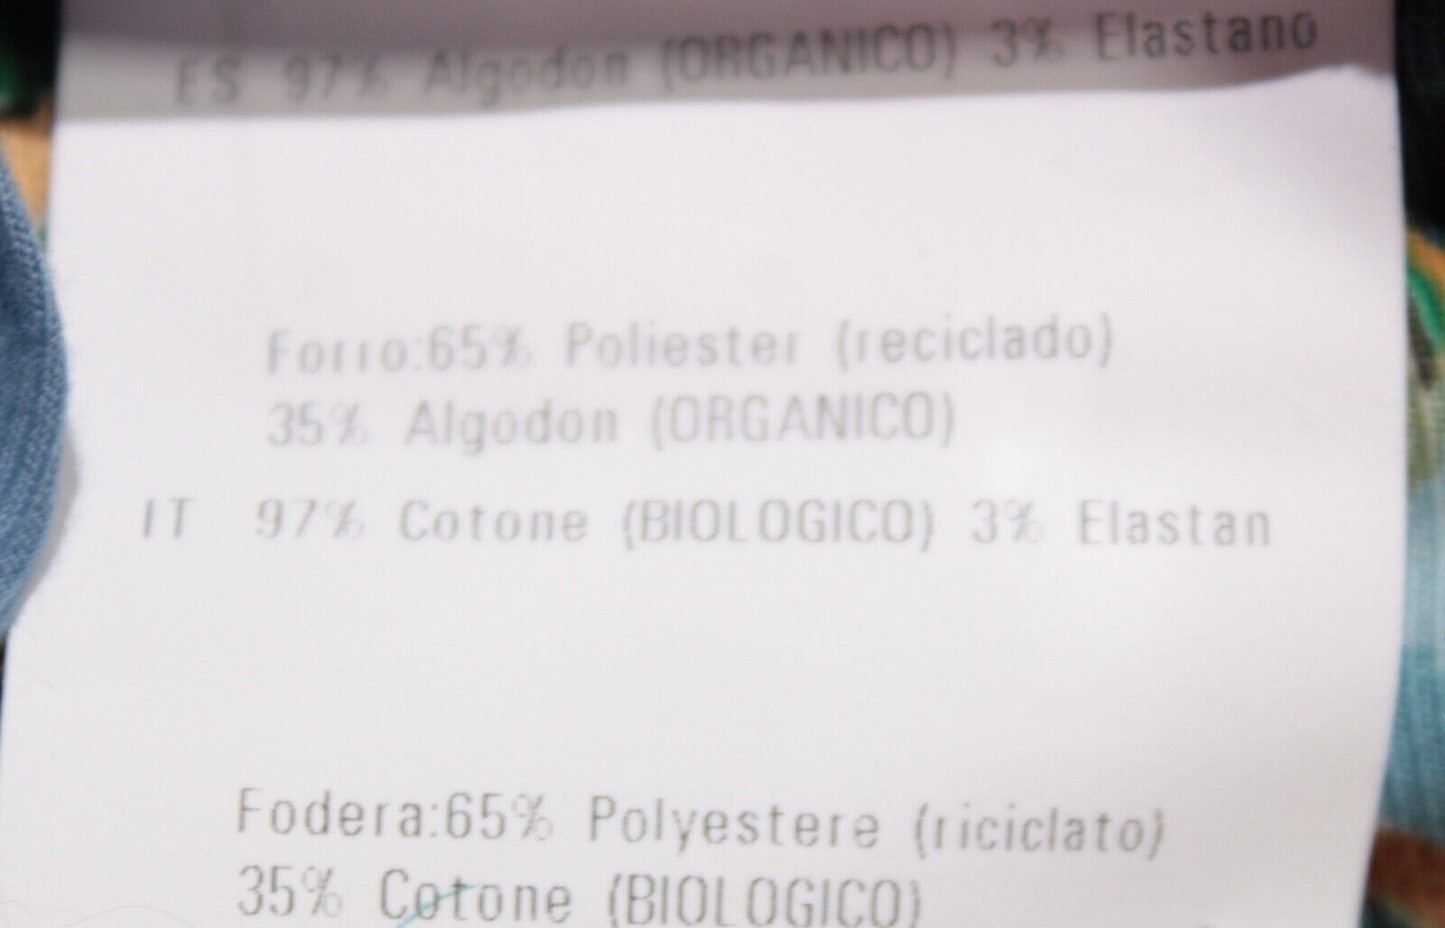 ES 97% Algodon (ORGANICO) 3% Elastano
Forro:65% Poliester (reciclado)
35% Algodon (ORGANICO)
IT 97% Cotone (BIOLOGICO) 3% Elastan
Fodera:65% Polyestere (riciclato)
35% Cotone (BIOLOGICO)